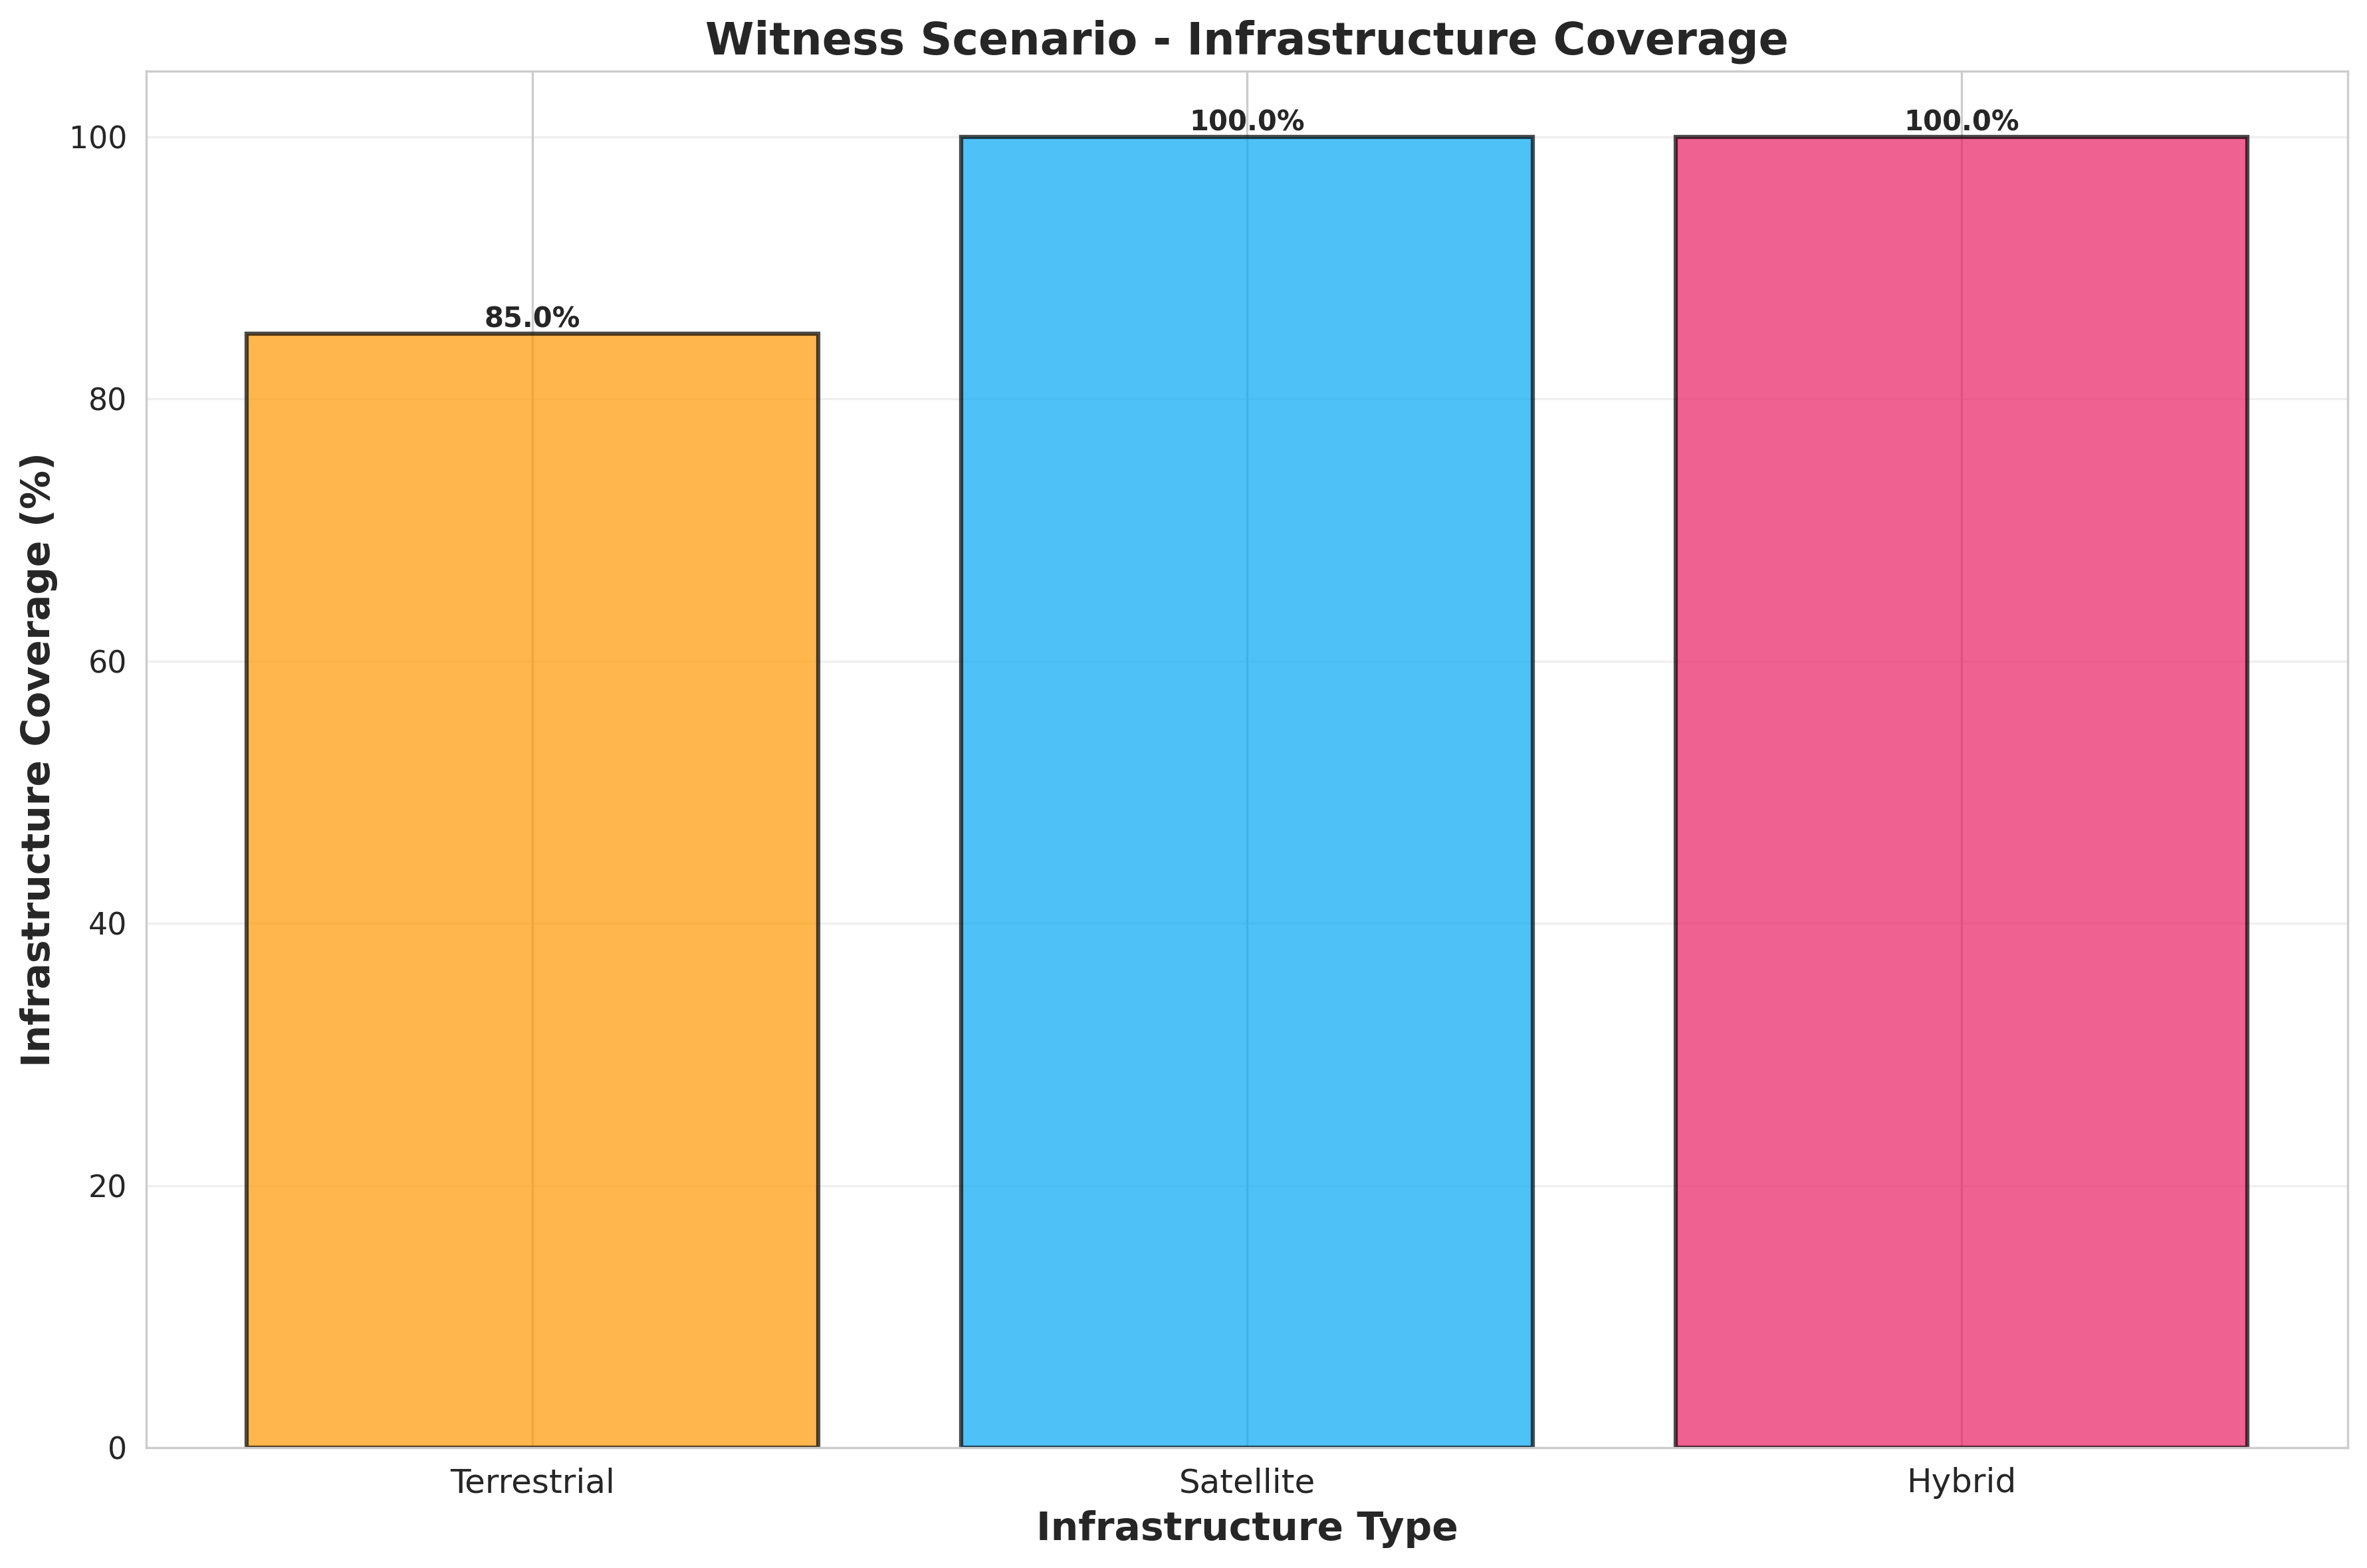 Witness Scenario - Infrastructure Coverage
Infrastructure Coverage (%)
100
80
60
40
20
0
85.0%
100.0%
100.0%
Terrestrial
Satellite
Hybrid
Infrastructure Type